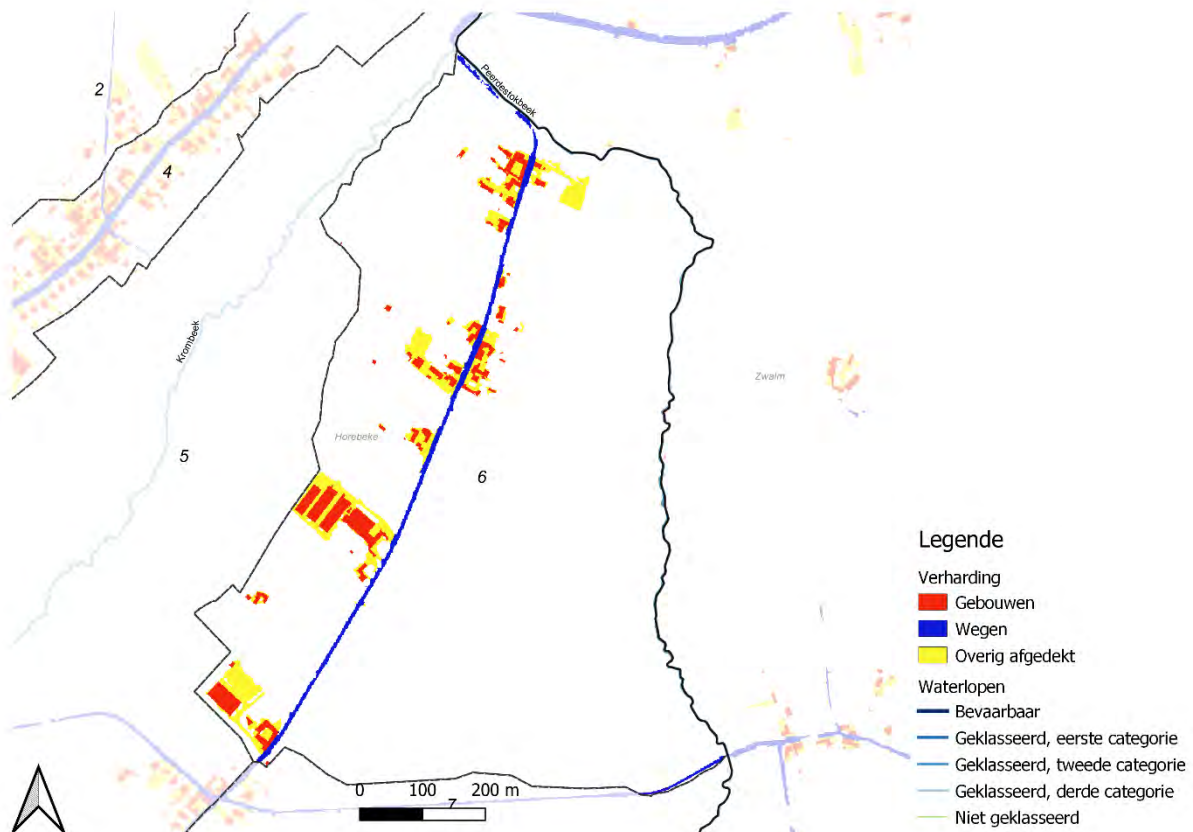 2
Peerdestokbeek
4
Krombeek
Zwalm
Horebeke
5
6
Legende
Verharding
Gebouwen
Wegen
Overig afgedekt
Waterlopen
Bevaarbaar
Geklasseerd, eerste categorie
Geklasseerd, tweede categorie
Geklasseerd, derde categorie
Niet geklasseerd
0 100 200 m
7